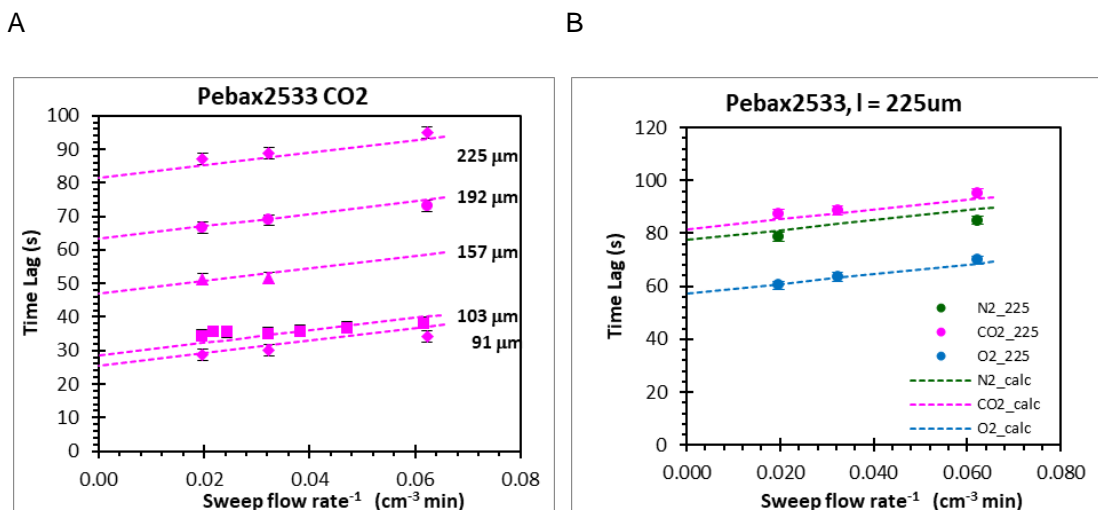 A
B
Pebax2533 CO2
100
90
80
70
60
50
40
30
20
10
0
0.00 0.02 0.04 0.06 0.08
Time Lag (s)
Sweep flow rate⁻¹ (cm⁻³ min)
225 µm
192 µm
157 µm
103 µm
91 µm
Pebax2533, l = 225um
120
100
80
60
40
20
0
0.000 0.020 0.040 0.060 0.080
Time Lag (s)
Sweep flow rate⁻¹ (cm⁻³ min)
N2_225
CO2_225
O2_225
N2_calc
CO2_calc
O2_calc